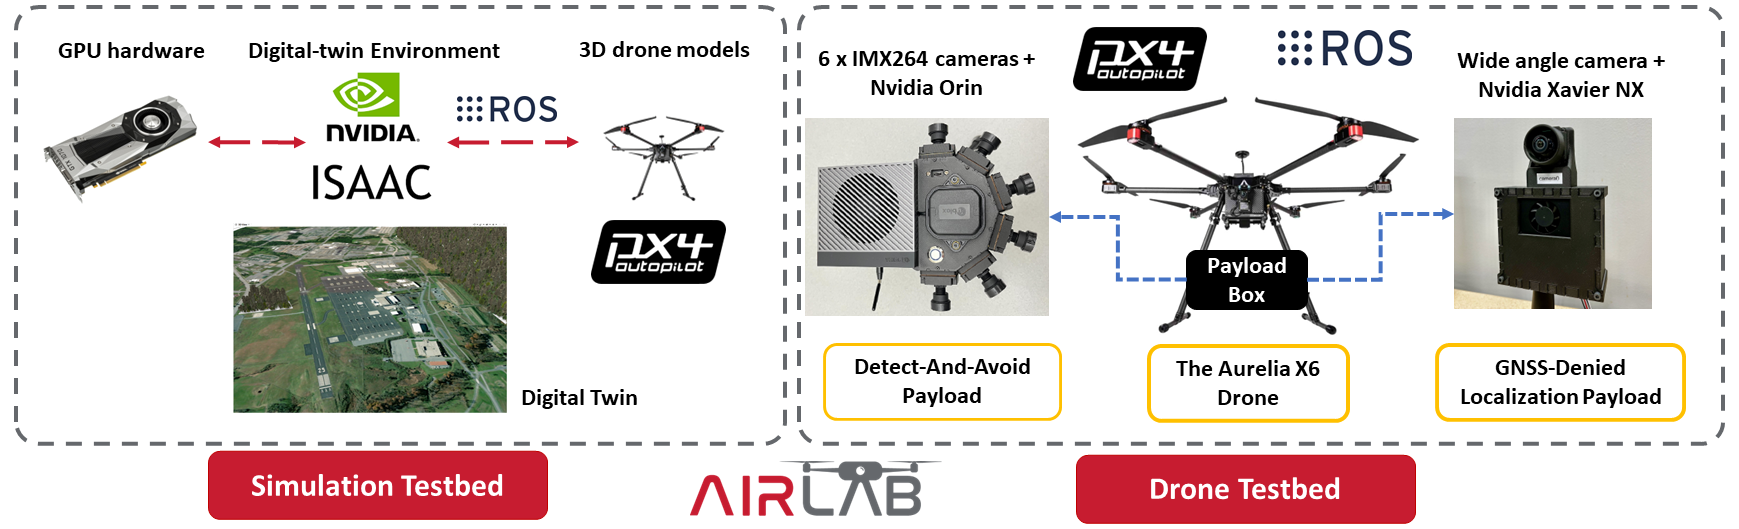 GPU hardware
Digital-twin Environment
3D drone models
NVIDIA.
ISAAC
ROS
PX4
autopilot
Digital Twin
Simulation Testbed
6 x IMX264 cameras +
Nvidia Orin
PX4
autopilot
ROS
Wide angle camera +
Nvidia Xavier NX
Payload
Box
Detect-And-Avoid
Payload
The Aurelia X6
Drone
GNSS-Denied
Localization Payload
AIRLAB
Drone Testbed